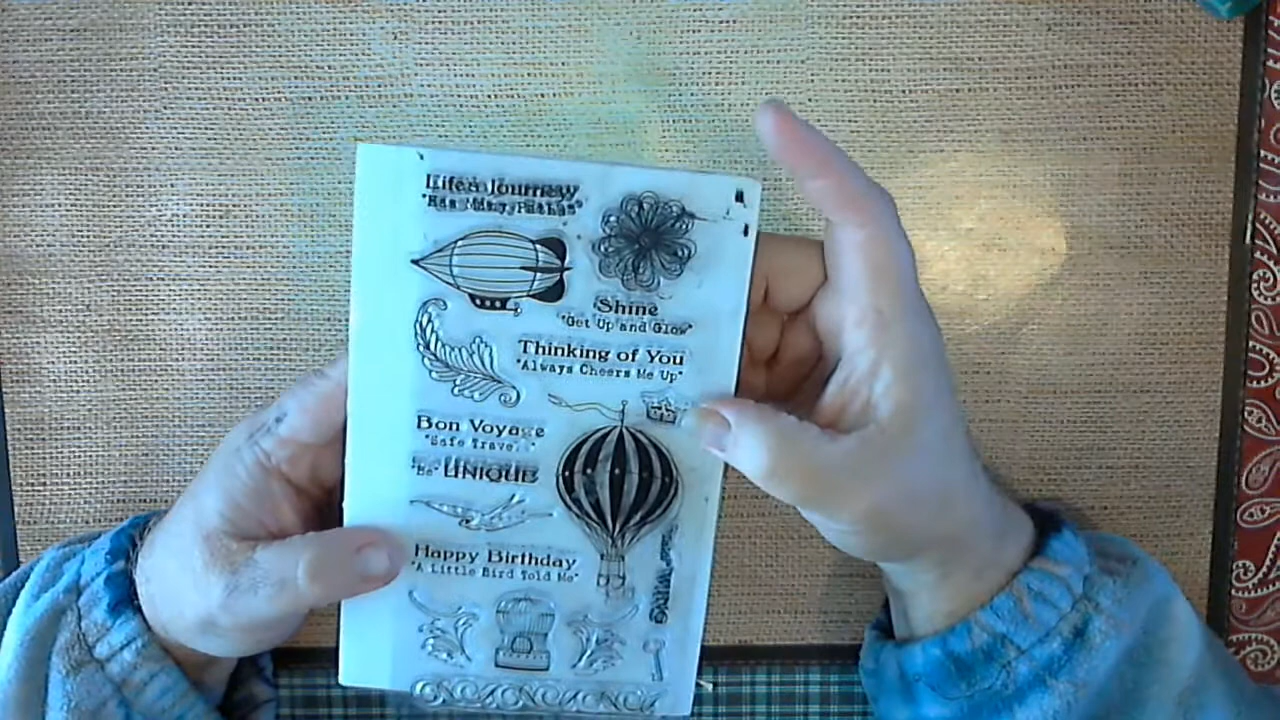 Life's Journey
"Has Many Paths"
Shine
"Get Up and Glow"
Thinking of You
"Always Cheers Me Up"
Bon Voyage
"Safe Travels"
"Be" UNIQUE
Happy Birthday
"A Little Bird Told Me"